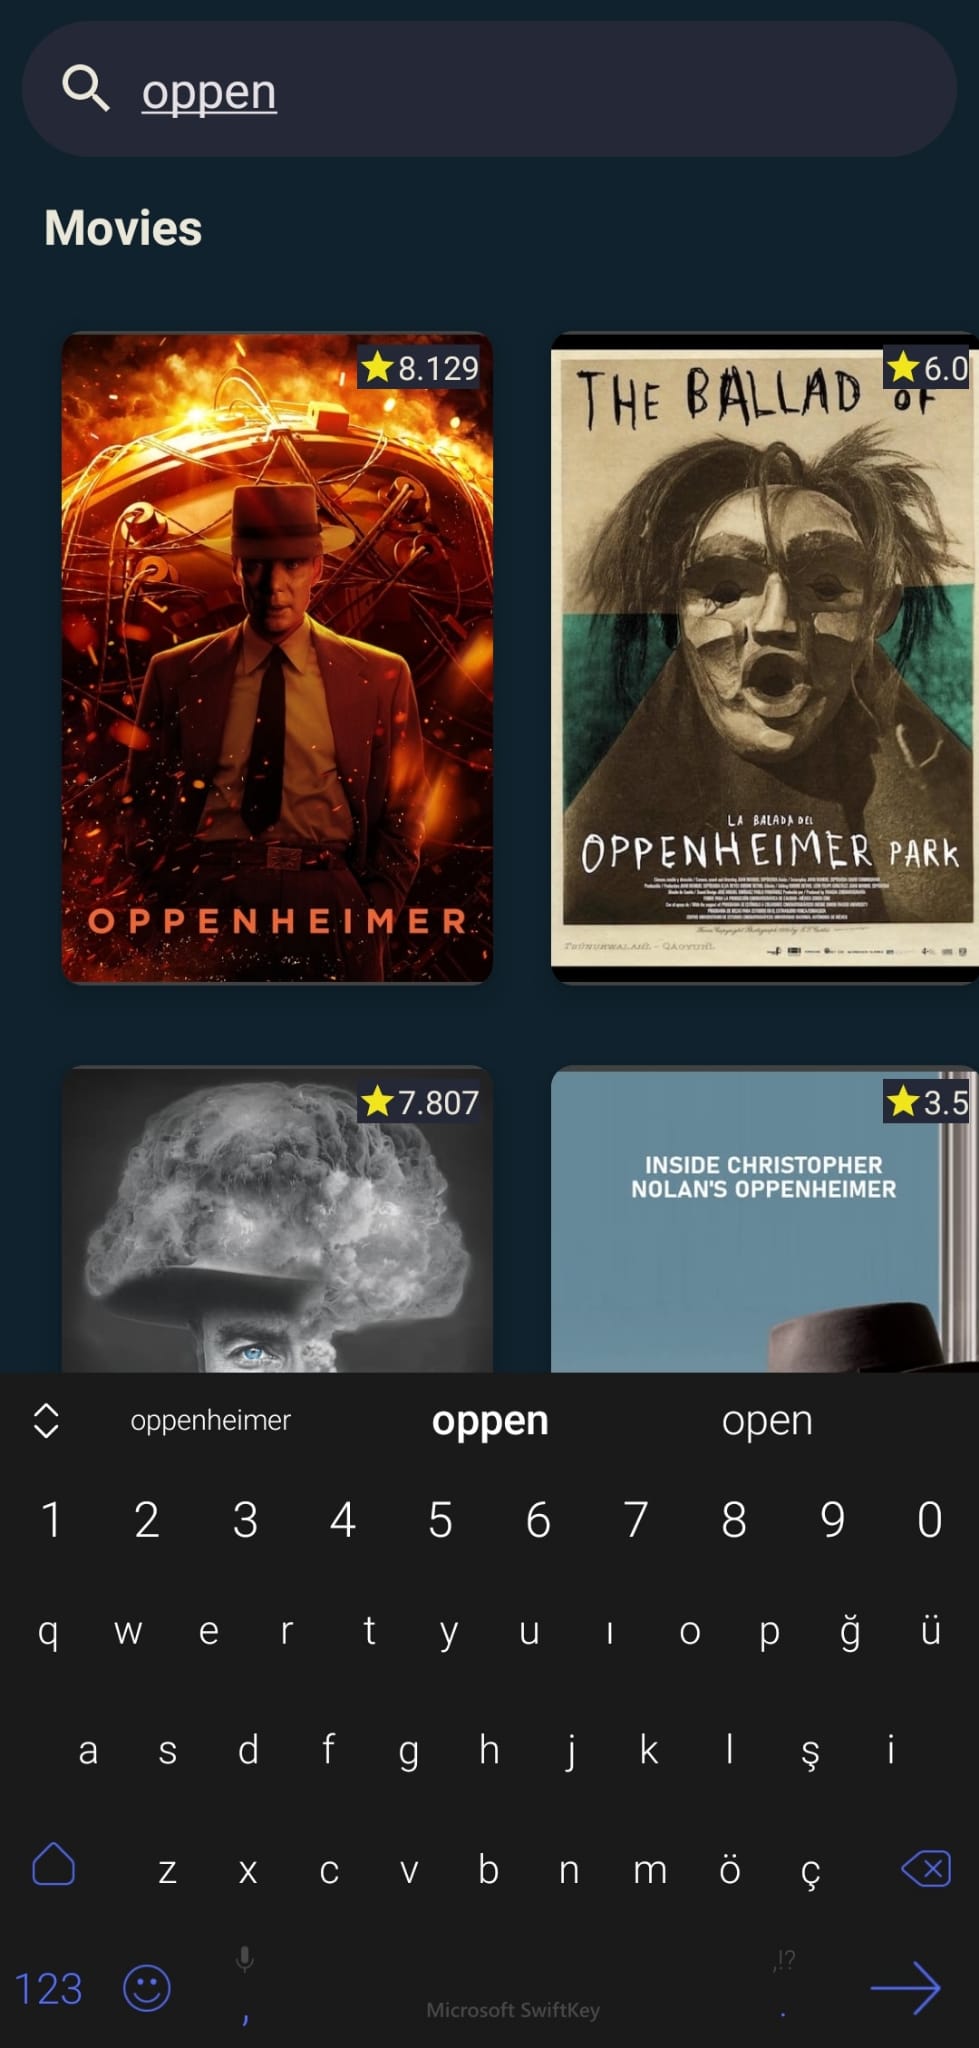 oppen
Movies
8.129
OPPENHEIMER
6.0
THE BALLAD OF
LA BALADA DEL
OPPENHEIMER PARK
7.807
3.5
INSIDE CHRISTOPHER
NOLAN'S OPPENHEIMER
oppenheimer oppen open
1 2 3 4 5 6 7 8 9 0
q w e r t y u ı o p ğ ü
a s d f g h j k l ş i
z x c v b n m ö ç
,!?
123 , Microsoft SwiftKey .